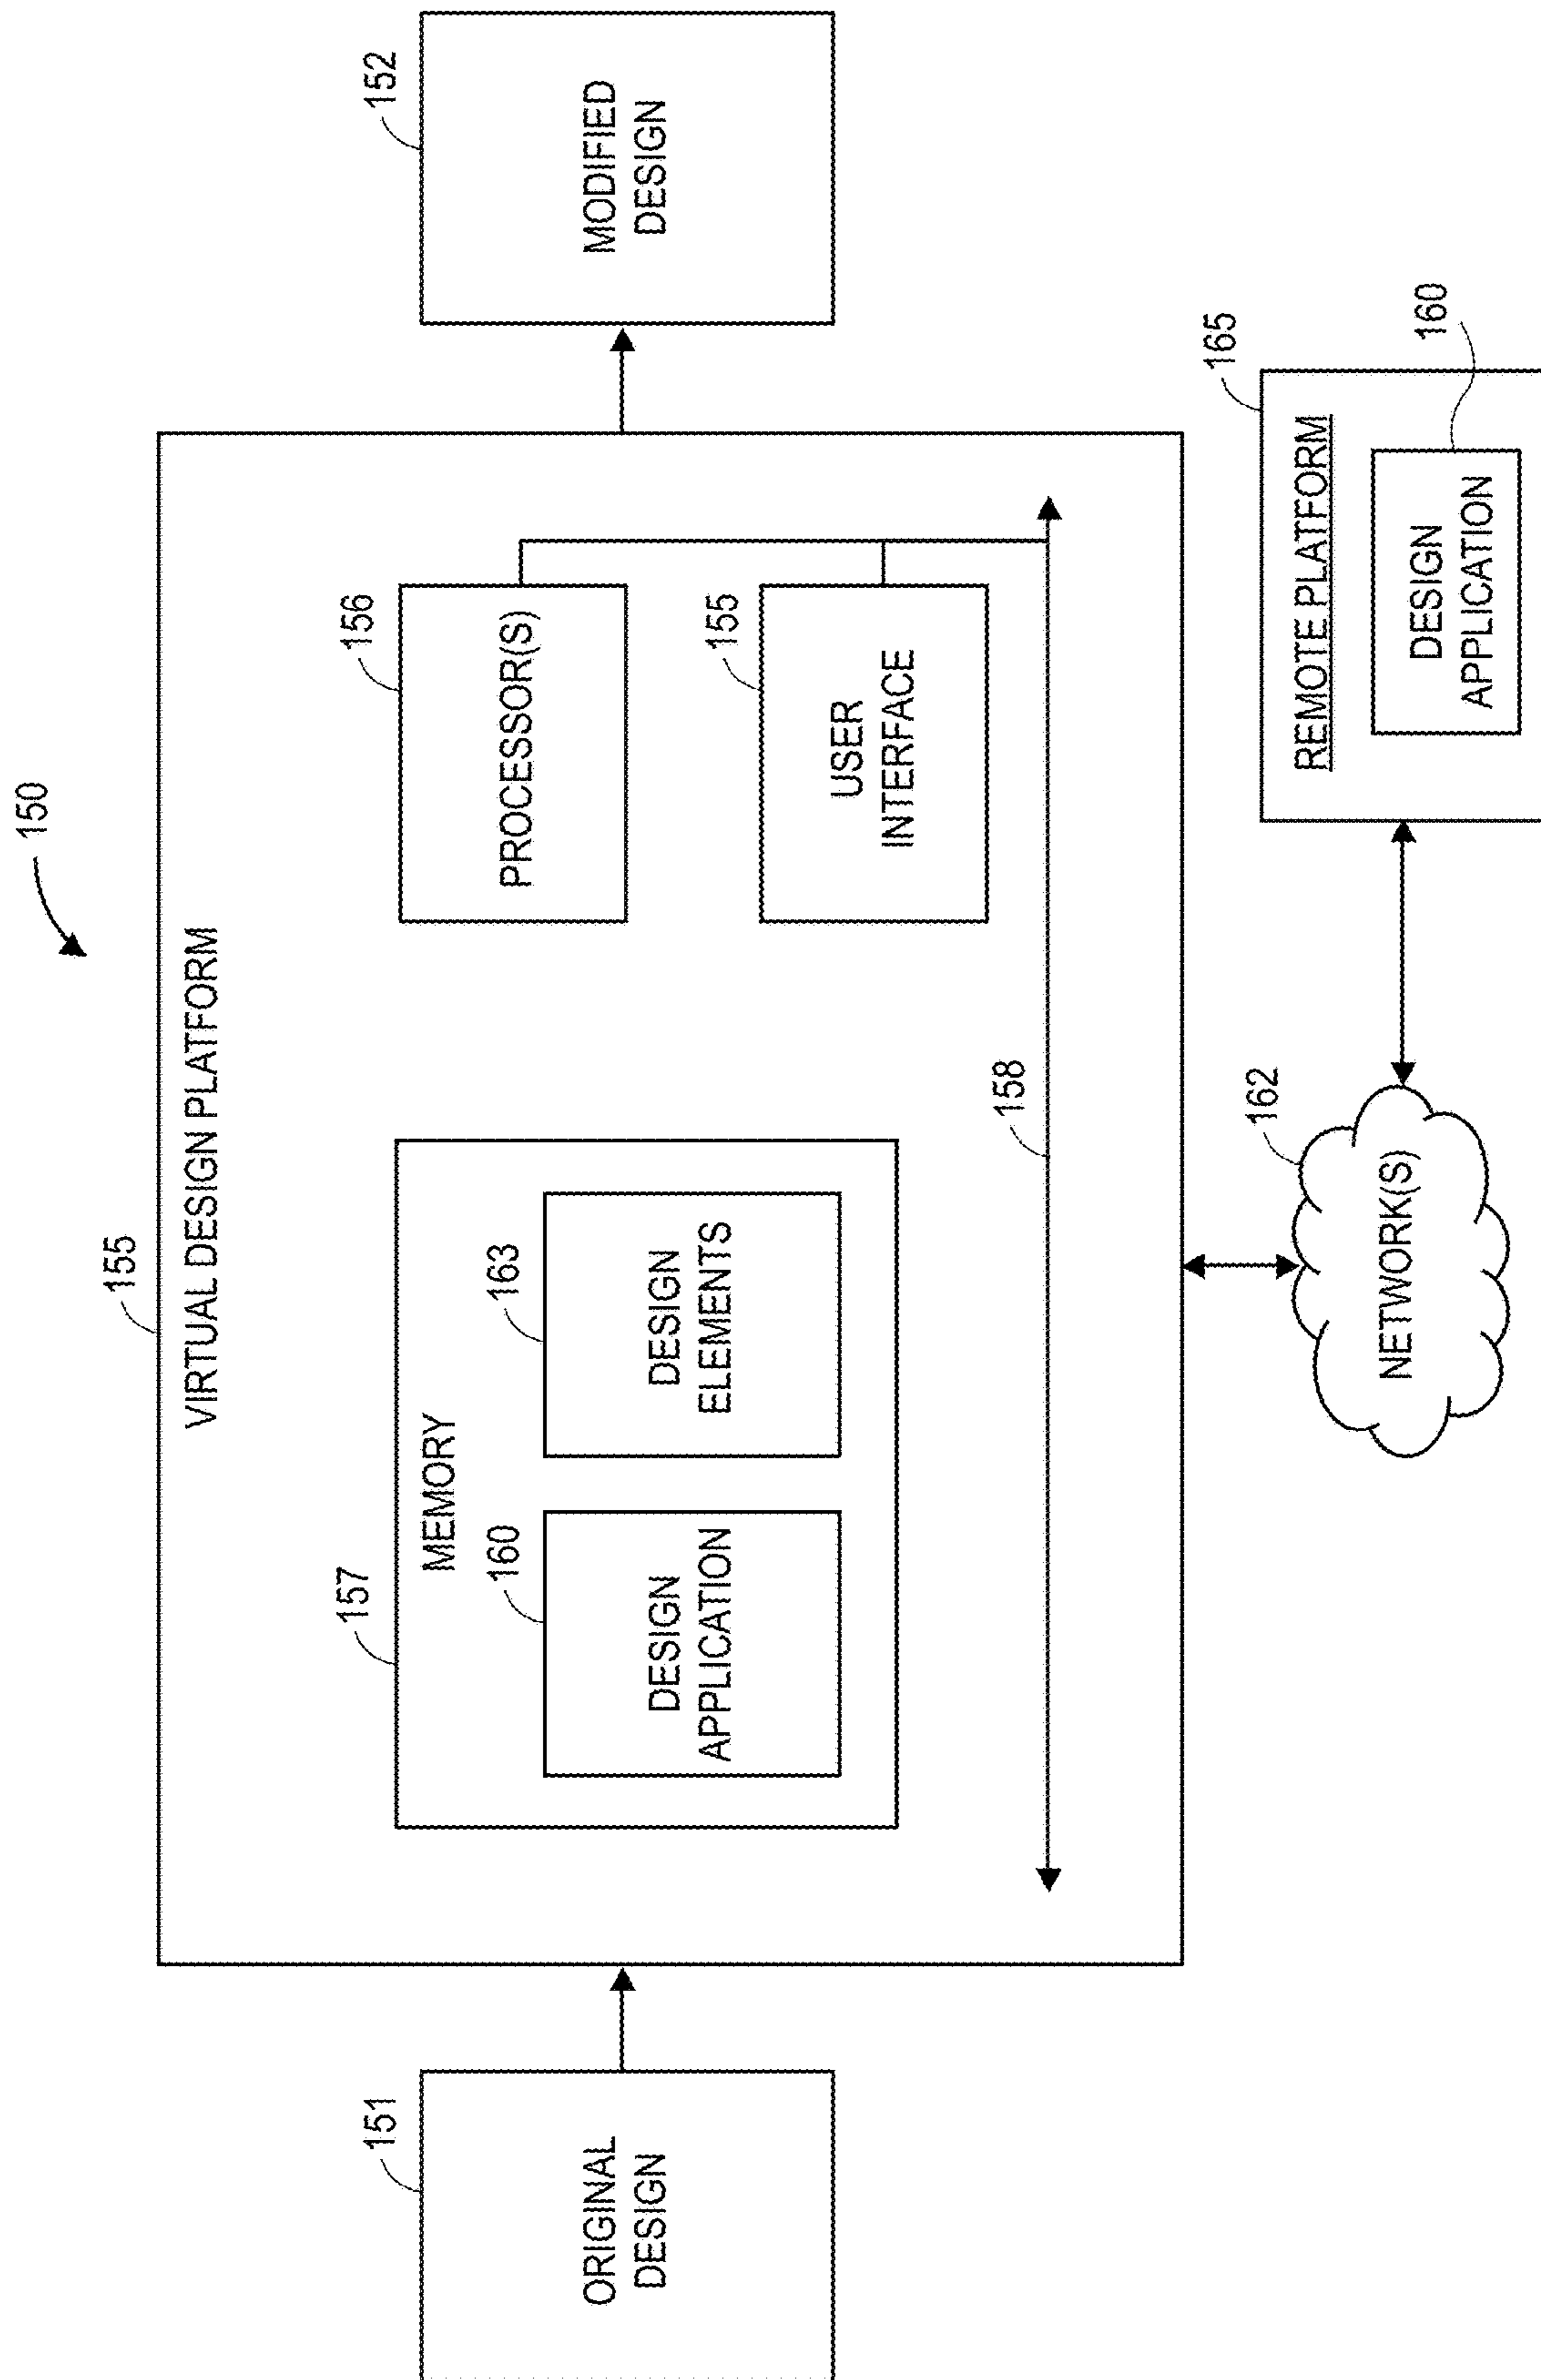 150
155
VIRTUAL DESIGN PLATFORM
151
ORIGINAL
DESIGN
157
MEMORY
160
DESIGN
APPLICATION
163
DESIGN
ELEMENTS
156
PROCESSOR(S)
155
USER
INTERFACE
158
152
MODIFIED
DESIGN
162
NETWORK(S)
165
REMOTE PLATFORM
160
DESIGN
APPLICATION